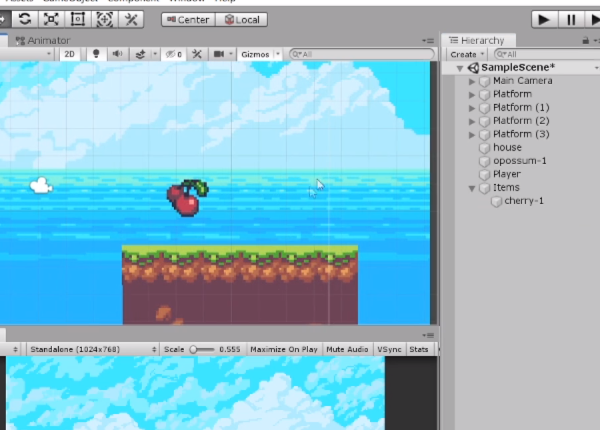 Center Local
Animator
2D 0 Gizmos All
Hierarchy
Create All
SampleScene*
Main Camera
Platform
Platform (1)
Platform (2)
Platform (3)
house
opossum-1
Player
Items
cherry-1
Standalone (1024x768) Scale 0.555 Maximize On Play Mute Audio VSync Stats